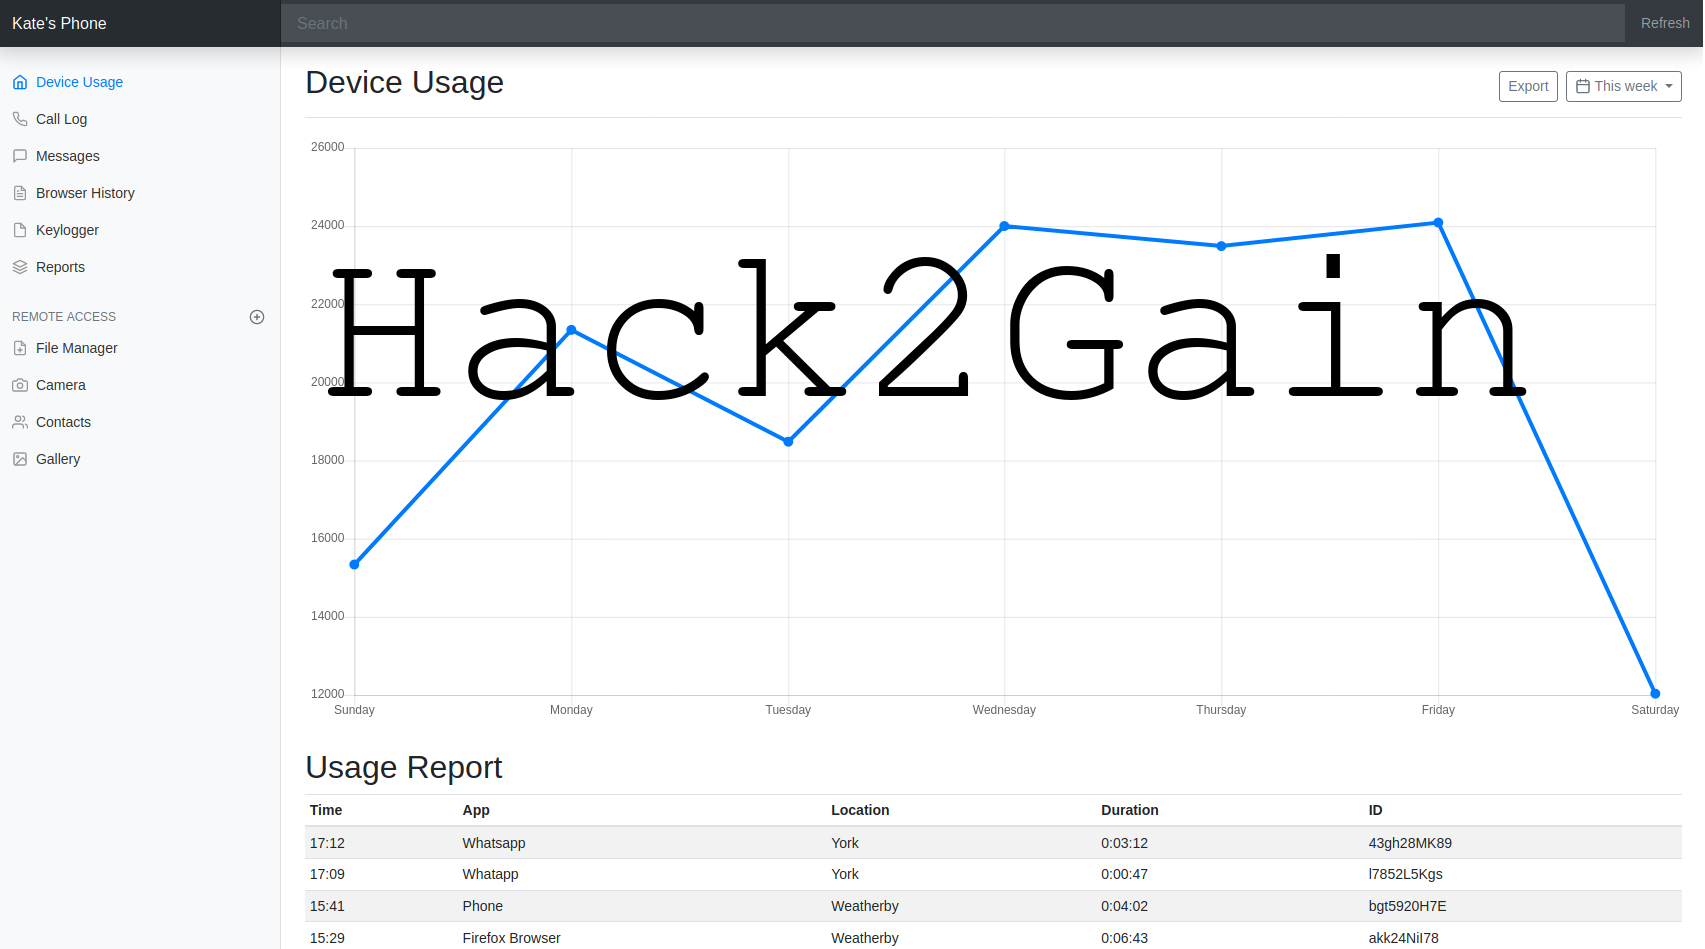 Kate's Phone
Search
Refresh
Device Usage
Call Log
Messages
Browser History
Keylogger
Reports
REMOTE ACCESS
File Manager
Camera
Contacts
Gallery
Device Usage
Export
This week
26000
24000
22000
20000
18000
16000
14000
12000
Sunday Monday Tuesday Wednesday Thursday Friday Saturday
Hack2Gain
Usage Report
Time App Location Duration ID
17:12 Whatsapp York 0:03:12 43gh28MK89
17:09 Whatapp York 0:00:47 l7852L5Kgs
15:41 Phone Weatherby 0:04:02 bgt5920H7E
15:29 Firefox Browser Weatherby 0:06:43 akk24NiI78